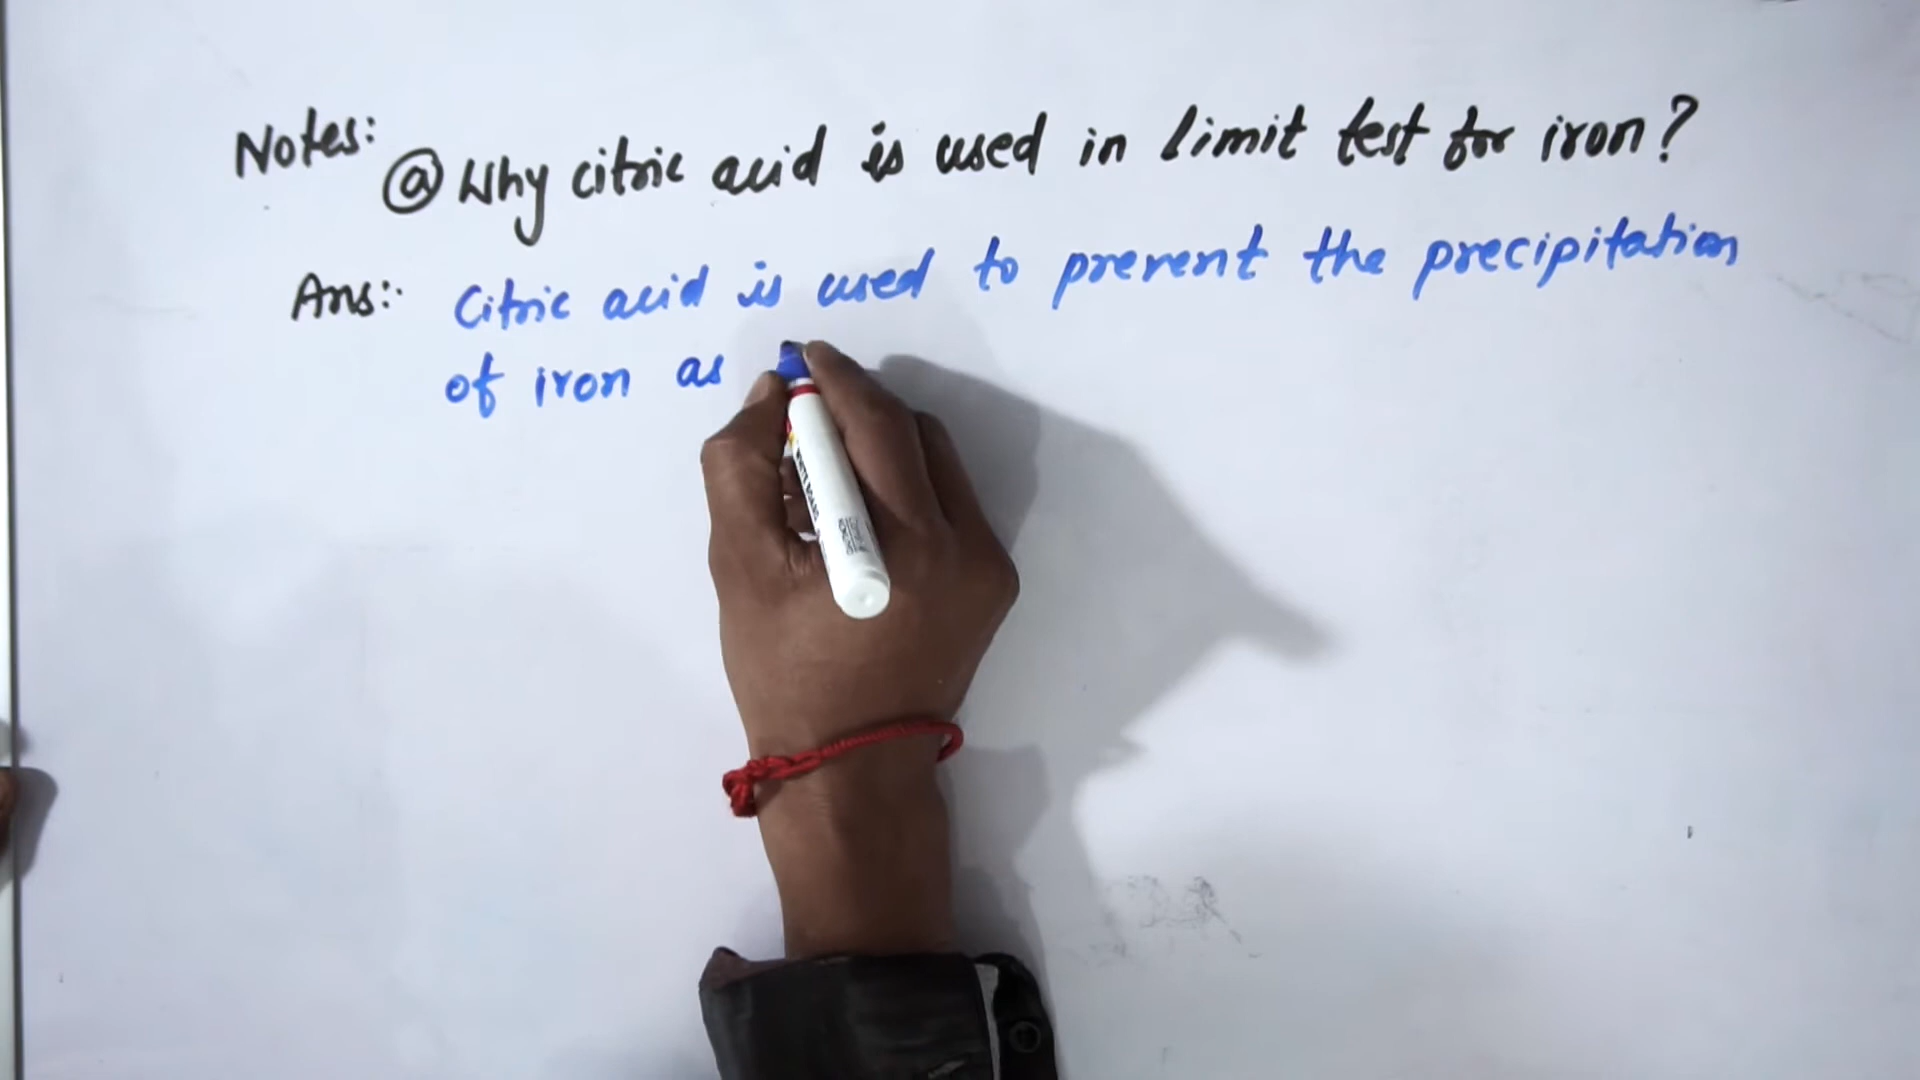 Notes: @ Why citric acid is used in limit test for iron?
Ans:. Citric acid is used to prevent the precipitation
of iron as